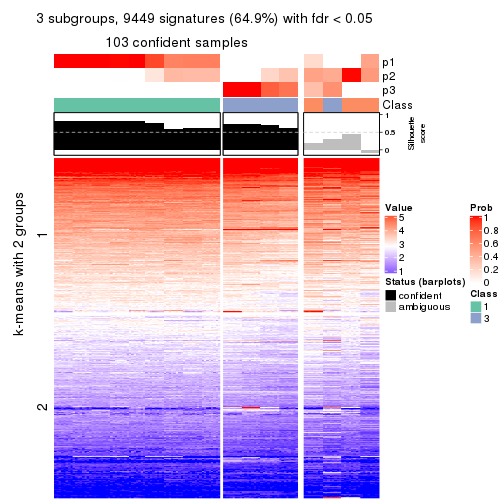 3 subgroups, 9449 signatures (64.9%) with fdr < 0.05
103 confident samples
p1
p2
p3
Class
1
0.5
0
Silhouette
score
k-means with 2 groups
1
2
Value
5
4
3
2
1
Status (barplots)
confident
ambiguous
Prob
1
0.8
0.6
0.4
0.2
0
Class
1
3